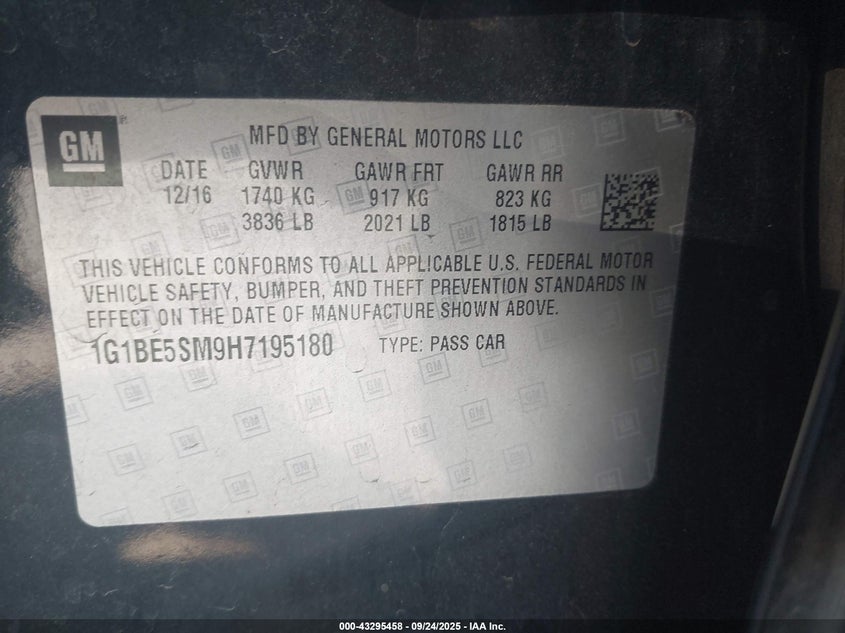 GM
MFD BY GENERAL MOTORS LLC
DATE GVWR GAWR FRT GAWR RR
12/16 1740 KG 917 KG 823 KG
3836 LB 2021 LB 1815 LB
THIS VEHICLE CONFORMS TO ALL APPLICABLE U.S. FEDERAL MOTOR
VEHICLE SAFETY, BUMPER, AND THEFT PREVENTION STANDARDS IN
EFFECT ON THE DATE OF MANUFACTURE SHOWN ABOVE.
1G1BE5SM9H7195180 TYPE: PASS CAR
000-43295458 - 09/24/2025 - IAA Inc.